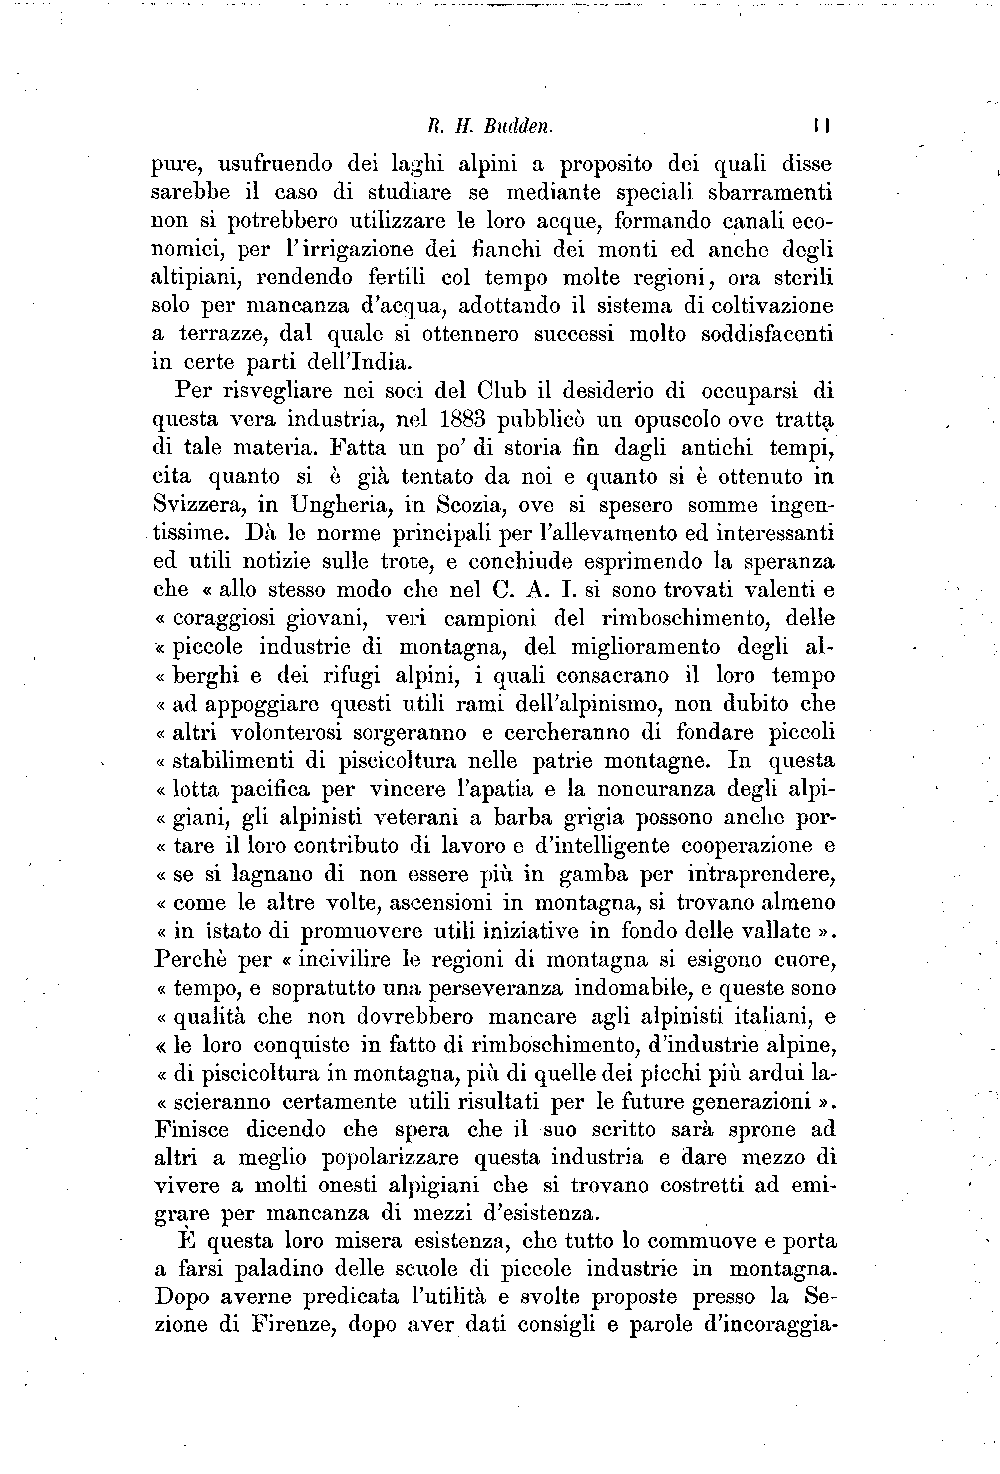 R. H. Budden. 11
pure, usufruendo dei laghi alpini a proposito dei quali disse
sarebbe il caso di studiare se mediante speciali sbarramenti
non si potrebbero utilizzare le loro acque, formando canali eco-
nomici, per l'irrigazione dei fianchi dei monti ed anche degli
altipiani, rendendo fertili col tempo molte regioni, ora sterili
solo per mancanza d'acqua, adottando il sistema di coltivazione
a terrazze, dal quale si ottennero successi molto soddisfacenti
in certe parti dell'India.
Per risvegliare nei soci del Club il desiderio di occuparsi di
questa vera industria, nel 1883 pubblicò un opuscolo ove tratta
di tale materia. Fatta un po' di storia fin dagli antichi tempi,
cita quanto si è già tentato da noi e quanto si è ottenuto in
Svizzera, in Ungheria, in Scozia, ove si spesero somme ingen-
tissime. Dà le norme principali per l'allevamento ed interessanti
ed utili notizie sulle trote, e conchiude esprimendo la speranza
che « allo stesso modo che nel C. A. I. si sono trovati valenti e
« coraggiosi giovani, veri campioni del rimboschimento, delle
« piccole industrie di montagna, del miglioramento degli al-
« berghi e dei rifugi alpini, i quali consacrano il loro tempo
« ad appoggiare questi utili rami dell'alpinismo, non dubito che
« altri volonterosi sorgeranno e cercheranno di fondare piccoli
« stabilimenti di piscicoltura nelle patrie montagne. In questa
« lotta pacifica per vincere l'apatia e la noncuranza degli alpi-
« giani, gli alpinisti veterani a barba grigia possono anche por-
« tare il loro contributo di lavoro e d'intelligente cooperazione e
« se si lagnano di non essere più in gamba per intraprendere,
« come le altre volte, ascensioni in montagna, si trovano almeno
« in istato di promuovere utili iniziative in fondo delle vallate ».
Perchè per « incivilire le regioni di montagna si esigono cuore,
« tempo, e sopratutto una perseveranza indomabile, e queste sono
« qualità che non dovrebbero mancare agli alpinisti italiani, e
« le loro conquiste in fatto di rimboschimento, d'industrie alpine,
« di piscicoltura in montagna, più di quelle dei picchi più ardui la-
« scieranno certamente utili risultati per le future generazioni ».
Finisce dicendo che spera che il suo scritto sarà sprone ad
altri a meglio popolarizzare questa industria e dare mezzo di
vivere a molti onesti alpigiani che si trovano costretti ad emi-
grare per mancanza di mezzi d'esistenza.
È questa loro misera esistenza, che tutto lo commuove e porta
a farsi paladino delle scuole di piccole industrie in montagna.
Dopo averne predicata l'utilità e svolte proposte presso la Se-
zione di Firenze, dopo aver dati consigli e parole d'incoraggia-